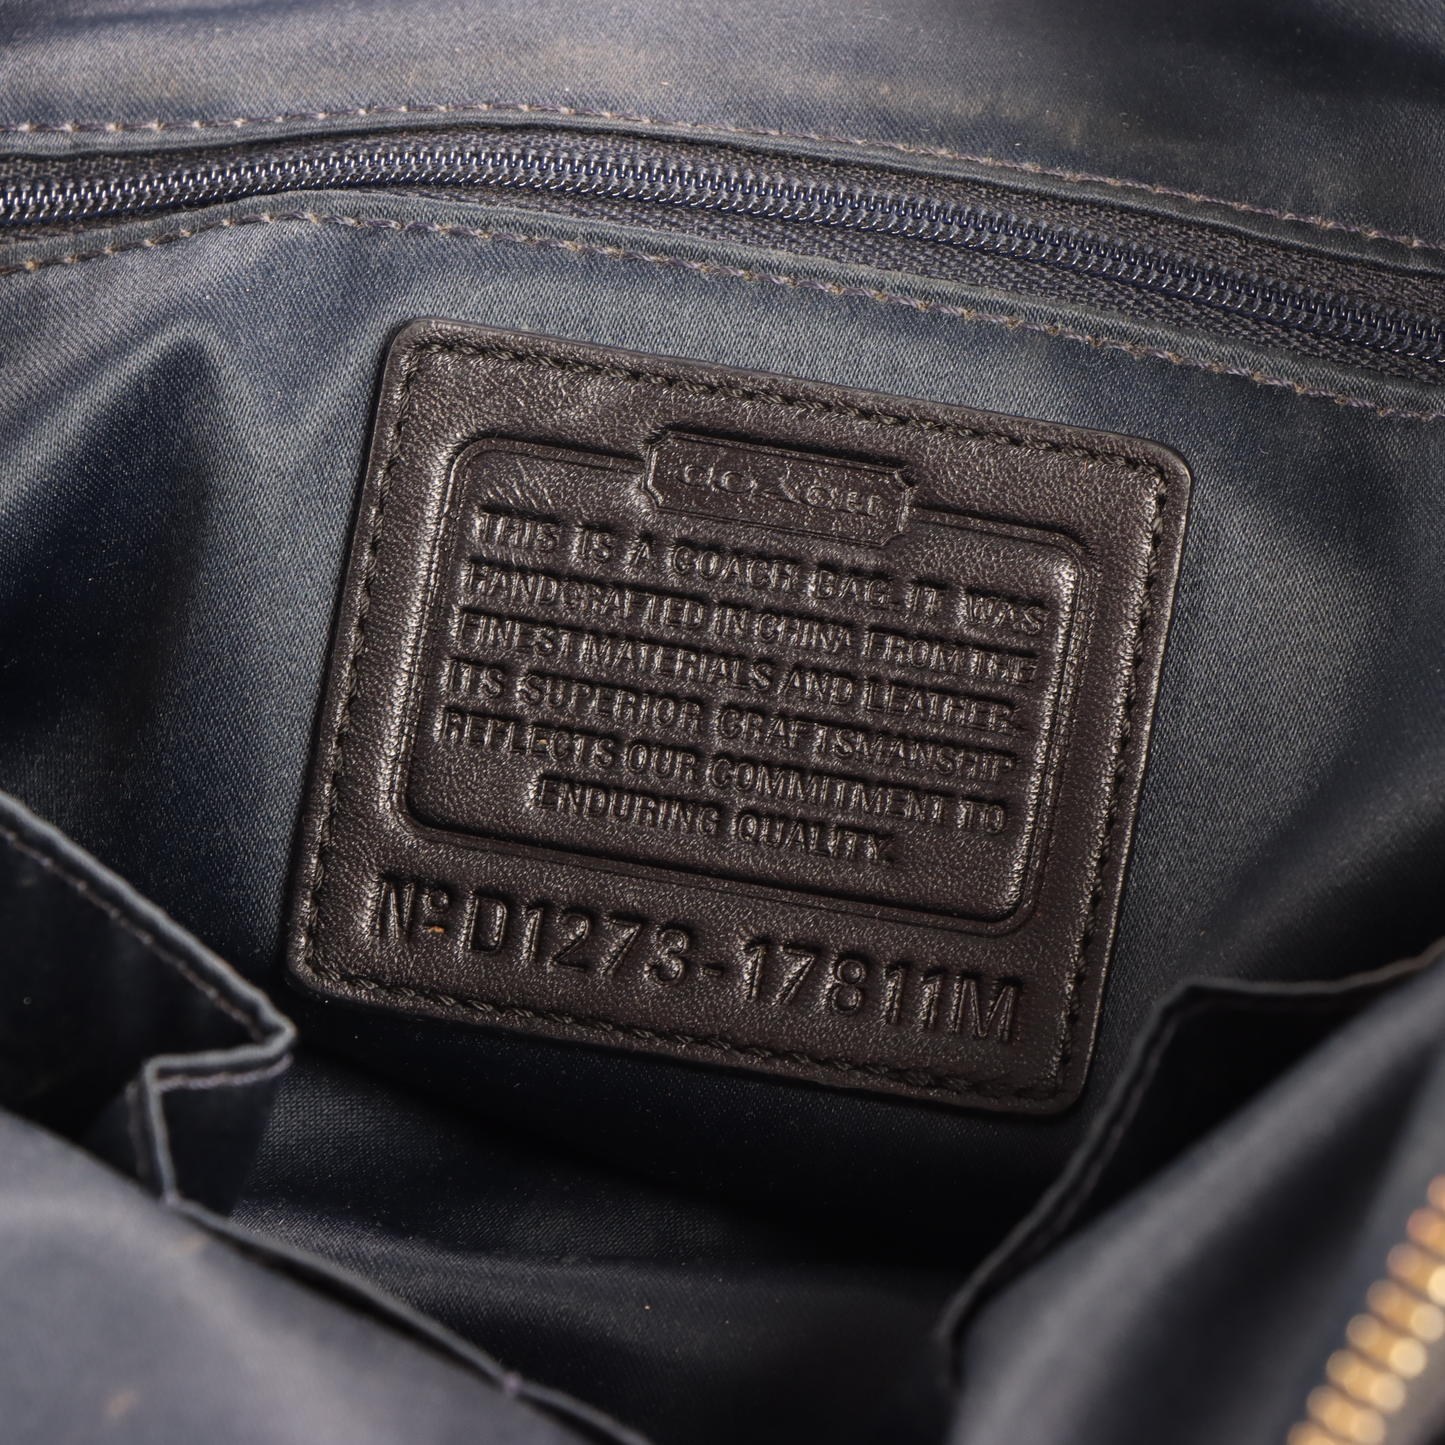 COACH
THIS IS A COACH BAG. IT WAS
HANDCRAFTED IN CHINA FROM THE
FINEST MATERIALS AND LEATHER.
ITS SUPERIOR CRAFTSMANSHIP
REFLECTS OUR COMMITMENT TO
ENDURING QUALITY.
Nº D1273-17811M